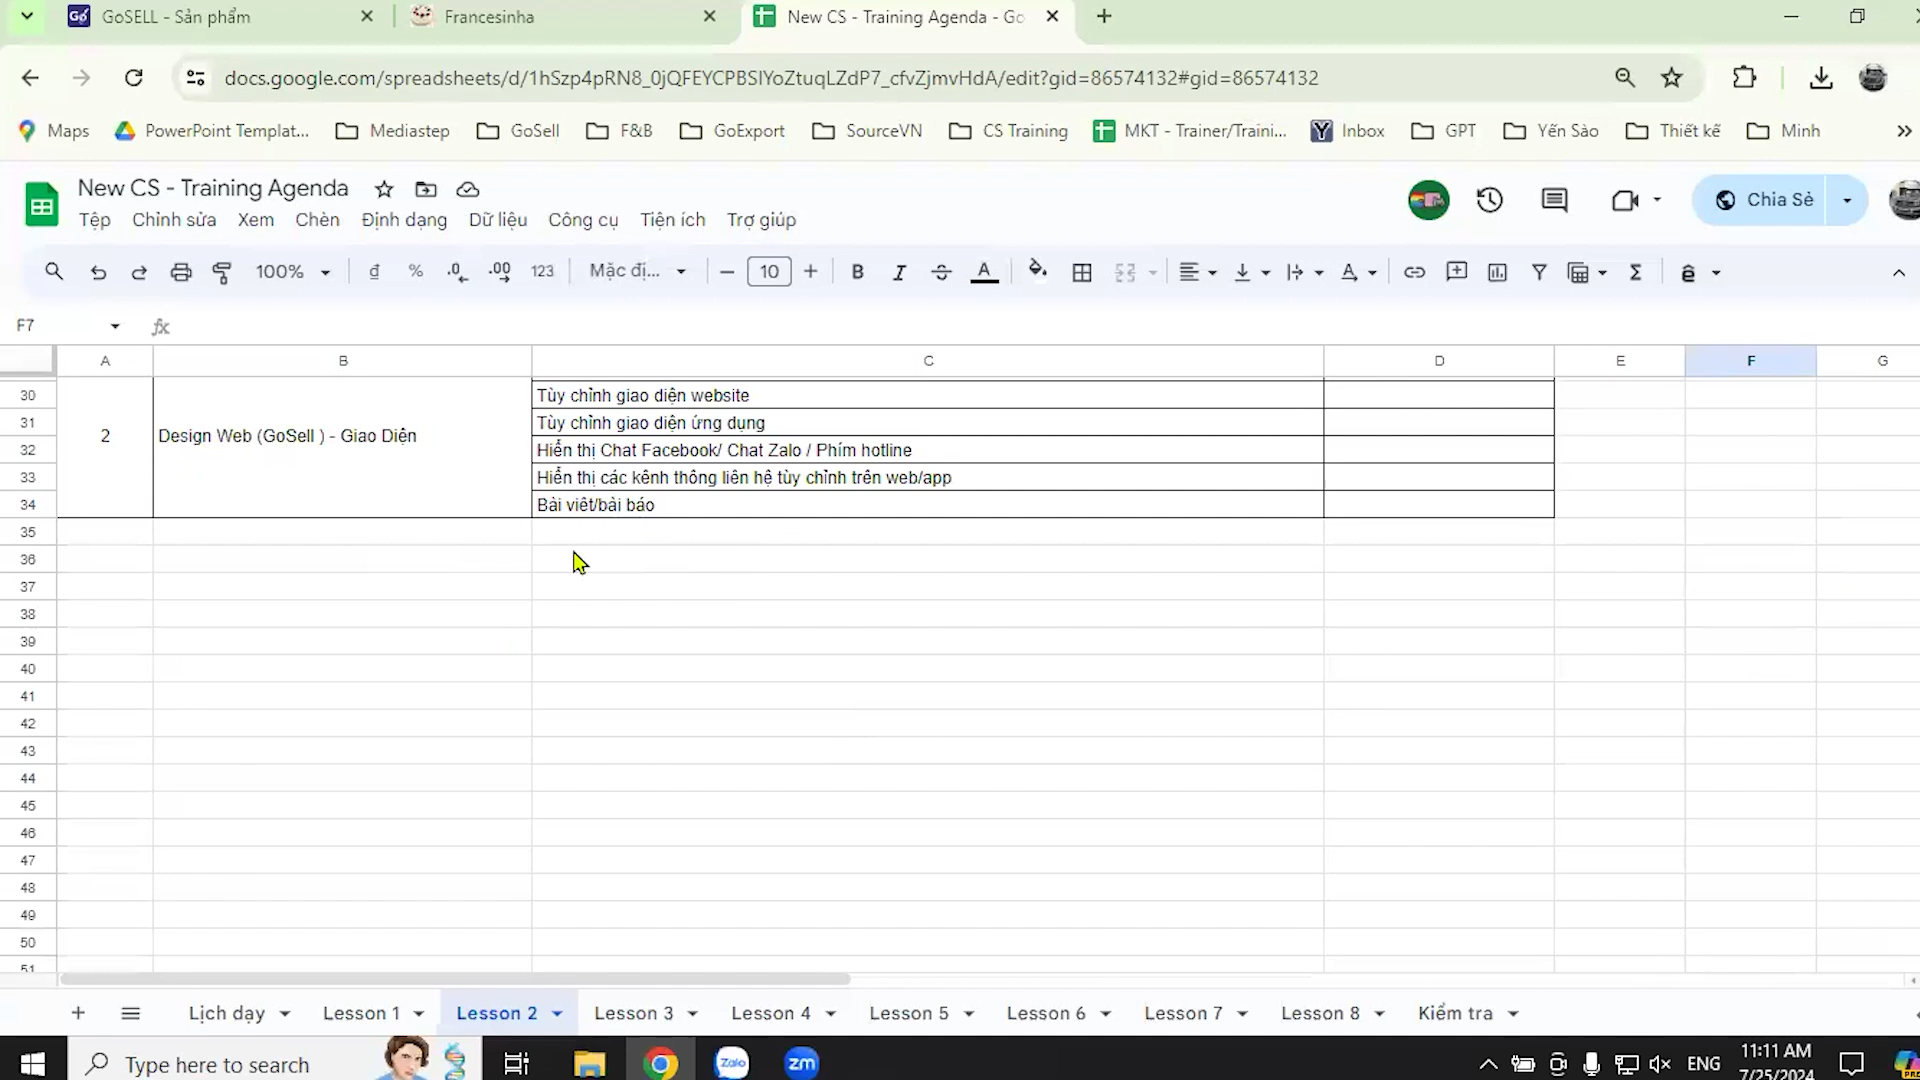 GoSELL - Sản phẩm
Francesinha
New CS - Training Agenda - Go
docs.google.com/spreadsheets/d/1hSzp4pRN8_0jQFEYCPBSlYoZtuqLZdP7_cfvZjmvHdA/edit?gid=86574132#gid=86574132
Maps
PowerPoint Templat...
Mediastep
GoSell
F&B
GoExport
SourceVN
CS Training
MKT - Trainer/Traini...
Inbox
GPT
Yến Sào
Thiết kế
Minh
New CS - Training Agenda
Tệp Chỉnh sửa Xem Chèn Định dạng Dữ liệu Công cụ Tiện ích Trợ giúp
Chia Sẻ
100% đ % .0 .00 123 Mặc đị... 10 B I A
F7
fx
A B C D E F G
30 Tùy chỉnh giao diện website
31 Tùy chỉnh giao diện ứng dụng
2 Design Web (GoSell ) - Giao Diện
32 Hiển thị Chat Facebook/ Chat Zalo / Phím hotline
33 Hiển thị các kênh thông liên hệ tùy chỉnh trên web/app
34 Bài viết/bài báo
35
36
37
38
39
40
41
42
43
44
45
46
47
48
49
50
51
Lịch dạy Lesson 1 Lesson 2 Lesson 3 Lesson 4 Lesson 5 Lesson 6 Lesson 7 Lesson 8 Kiểm tra
Type here to search
Zalo
zm
ENG
11:11 AM
7/25/2024